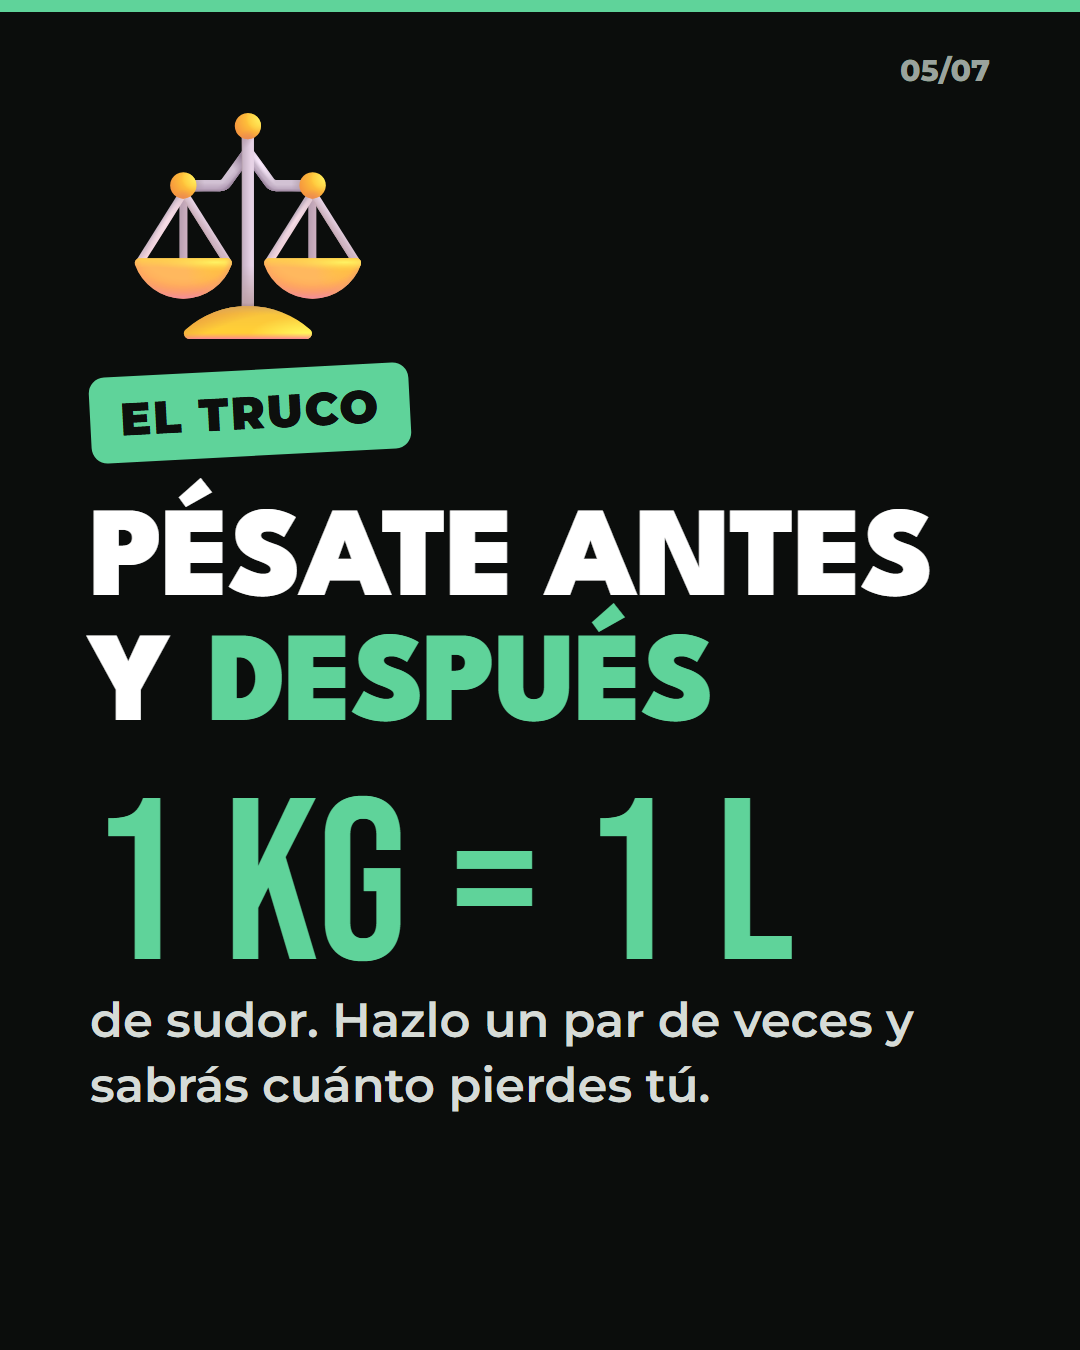 05/07
EL TRUCO
PÉSATE ANTES
Y DESPUÉS
1 KG = 1 L
de sudor. Hazlo un par de veces y
sabrás cuánto pierdes tú.